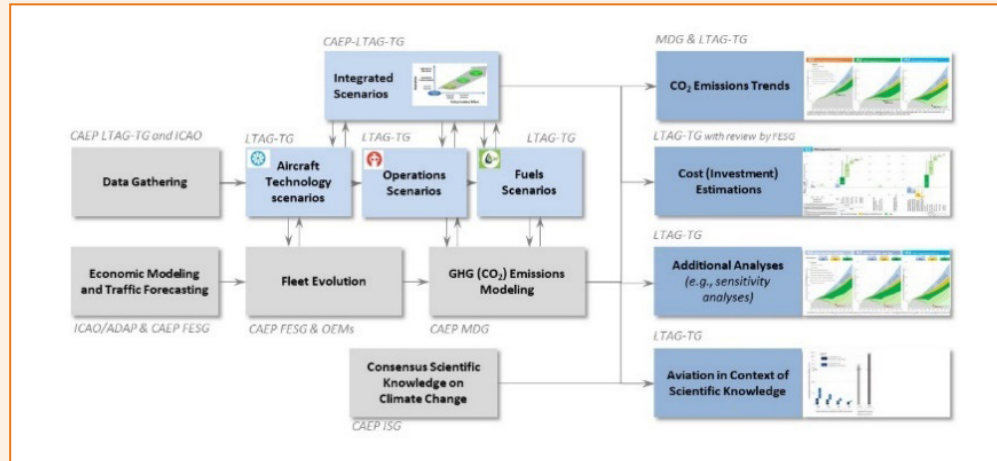 CAEP-LTAG-TG
Integrated
Scenarios
MDG & LTAG-TG
CO₂ Emissions Trends
CAEP LTAG-TG and ICAO
Data Gathering
LTAG-TG
Aircraft
Technology
scenarios
LTAG-TG
Operations
Scenarios
LTAG-TG
Fuels
Scenarios
LTAG-TG with review by FESG
Cost (Investment)
Estimations
Economic Modeling
and Traffic Forecasting
ICAO/ADAP & CAEP FESG
Fleet Evolution
CAEP FESG & OEMs
GHG (CO₂) Emissions
Modeling
CAEP MDG
LTAG-TG
Additional Analyses
(e.g., sensitivity
analyses)
Consensus Scientific
Knowledge on
Climate Change
CAEP ISG
LTAG-TG
Aviation in Context of
Scientific Knowledge